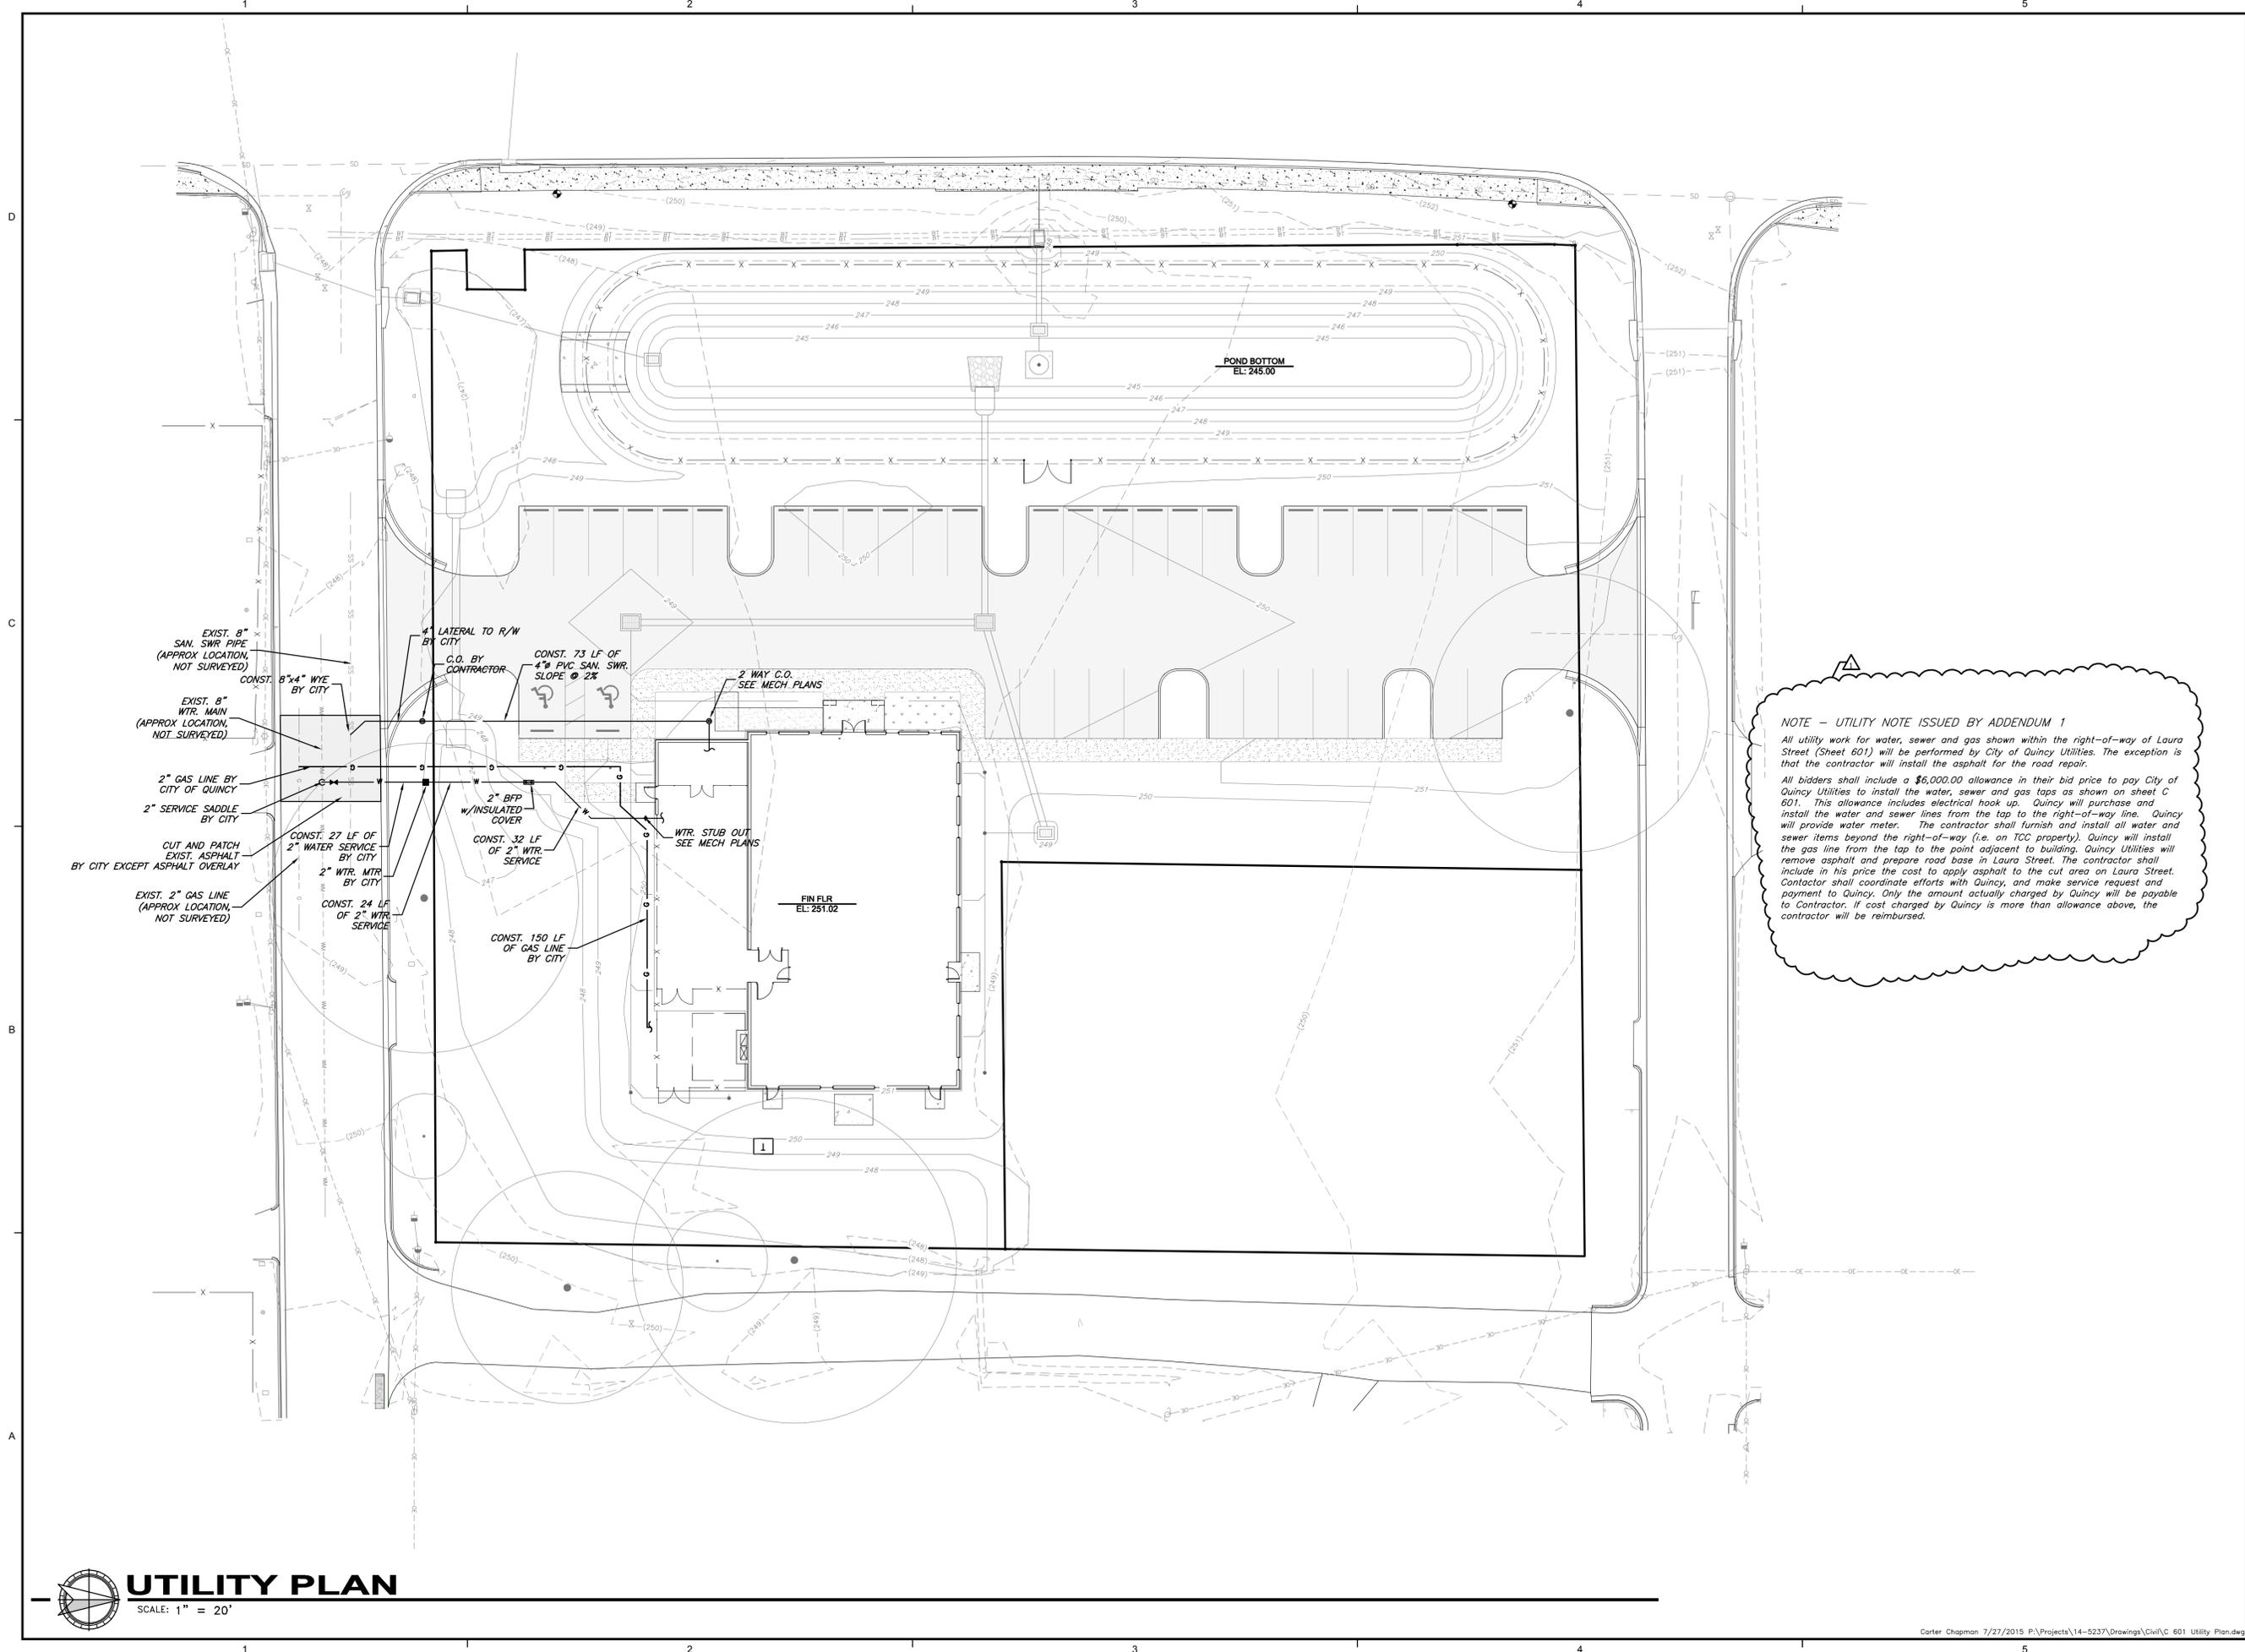 1 2 3 4 5
D
C
B
A
POND BOTTOM
EL: 245.00
EXIST. 8"
SAN. SWR PIPE
(APPROX LOCATION,
NOT SURVEYED)
4" LATERAL TO R/W
BY CITY
C.O. BY
CONTRACTOR
CONST. 73 LF OF
4"ø PVC SAN. SWR.
SLOPE @ 2%
2 WAY C.O.
SEE MECH PLANS
CONST. 8"x4" WYE
BY CITY
EXIST. 8"
WTR. MAIN
(APPROX LOCATION,
NOT SURVEYED)
2" GAS LINE BY
CITY OF QUINCY
2" SERVICE SADDLE
BY CITY
CUT AND PATCH
EXIST. ASPHALT
BY CITY EXCEPT ASPHALT OVERLAY
EXIST. 2" GAS LINE
(APPROX LOCATION,
NOT SURVEYED)
CONST. 27 LF OF
2" WATER SERVICE
BY CITY
2" WTR. MTR
BY CITY
CONST. 24 LF
OF 2" WTR.
SERVICE
2" BFP
w/INSULATED
COVER
CONST. 32 LF
OF 2" WTR.
SERVICE
WTR. STUB OUT
SEE MECH PLANS
CONST. 150 LF
OF GAS LINE
BY CITY
FIN FLR
EL: 251.02
1
NOTE – UTILITY NOTE ISSUED BY ADDENDUM 1
All utility work for water, sewer and gas shown within the right-of-way of Laura
Street (Sheet 601) will be performed by City of Quincy Utilities. The exception is
that the contractor will install the asphalt for the road repair.
All bidders shall include a $6,000.00 allowance in their bid price to pay City of
Quincy Utilities to install the water, sewer and gas taps as shown on sheet C
601. This allowance includes electrical hook up. Quincy will purchase and
install the water and sewer lines from the tap to the right-of-way line. Quincy
will provide water meter. The contractor shall furnish and install all water and
sewer items beyond the right-of-way (i.e. on TCC property). Quincy will install
the gas line from the tap to the point adjacent to building. Quincy Utilities will
remove asphalt and prepare road base in Laura Street. The contractor shall
include in his price the cost to apply asphalt to the cut area on Laura Street.
Contactor shall coordinate efforts with Quincy, and make service request and
payment to Quincy. Only the amount actually charged by Quincy will be payable
to Contractor. If cost charged by Quincy is more than allowance above, the
contractor will be reimbursed.
UTILITY PLAN
SCALE: 1" = 20'
Carter Chapman 7/27/2015 P:\Projects\14-5237\Drawings\Civil\C 601 Utility Plan.dwg
1 2 3 4 5